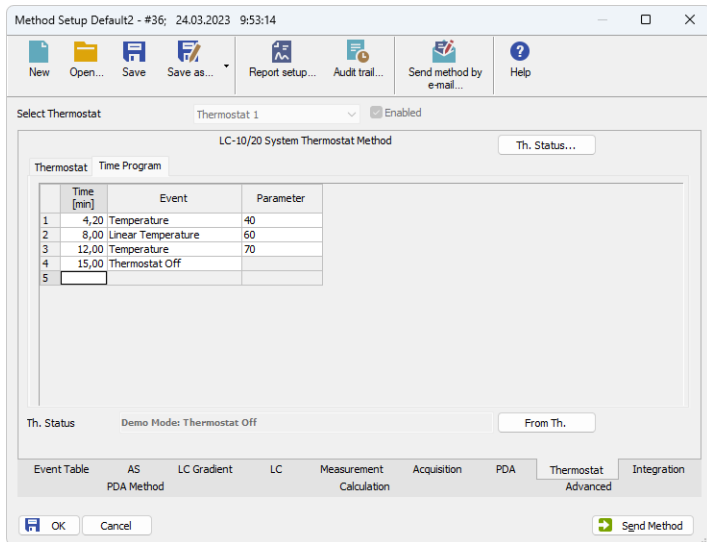 Method Setup Default2 - #36; 24.03.2023 9:53:14
New Open... Save Save as... Report setup... Audit trail... Send method by e-mail... Help
Select Thermostat Thermostat 1 Enabled
LC-10/20 System Thermostat Method Th. Status...
Thermostat Time Program
Time [min] Event Parameter
1 4,20 Temperature 40
2 8,00 Linear Temperature 60
3 12,00 Temperature 70
4 15,00 Thermostat Off
5
Th. Status Demo Mode: Thermostat Off From Th.
Event Table AS LC Gradient LC Measurement Acquisition PDA Thermostat Integration
PDA Method Calculation Advanced
OK Cancel Send Method